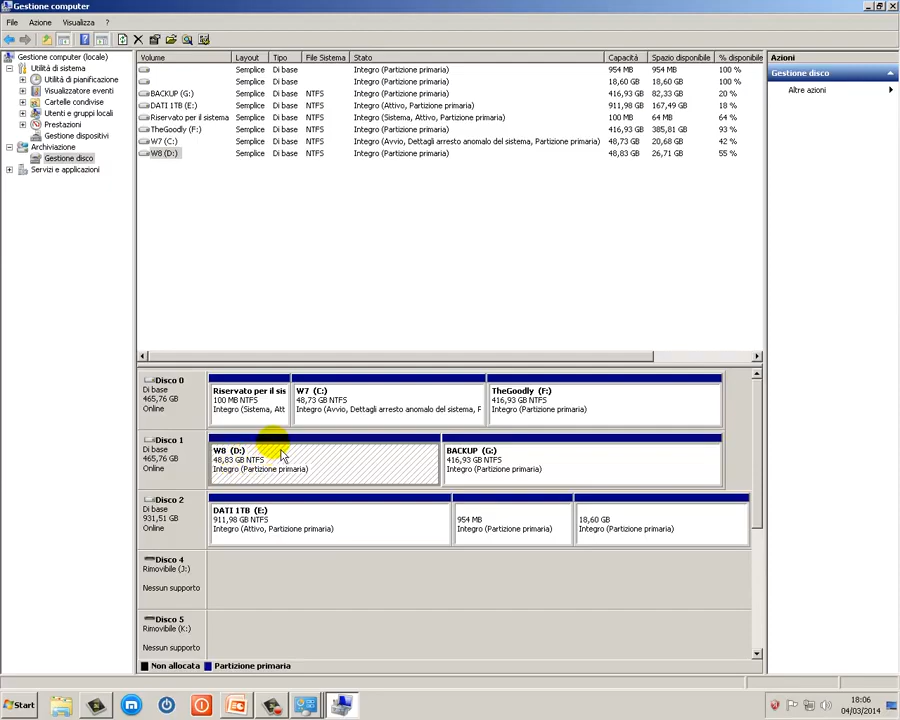 Gestione computer
File Azione Visualizza ?
Gestione computer (locale)
Utilità di sistema
Utilità di pianificazione
Visualizzatore eventi
Cartelle condivise
Utenti e gruppi locali
Prestazioni
Gestione dispositivi
Archiviazione
Gestione disco
Servizi e applicazioni
Volume Layout Tipo File Sistema Stato Capacità Spazio disponibile % disponibile
Semplice Di base Integro (Partizione primaria) 954 MB 954 MB 100 %
Semplice Di base Integro (Partizione primaria) 18,60 GB 18,60 GB 100 %
BACKUP (G:) Semplice Di base NTFS Integro (Partizione primaria) 416,93 GB 82,33 GB 20 %
DATI 1TB (E:) Semplice Di base NTFS Integro (Attivo, Partizione primaria) 911,98 GB 167,49 GB 18 %
Riservato per il sistema Semplice Di base NTFS Integro (Sistema, Attivo, Partizione primaria) 100 MB 64 MB 64 %
TheGoodly (F:) Semplice Di base NTFS Integro (Partizione primaria) 416,93 GB 385,81 GB 93 %
W7 (C:) Semplice Di base NTFS Integro (Avvio, Dettagli arresto anomalo del sistema, Partizione primaria) 48,73 GB 20,68 GB 42 %
W8 (D:) Semplice Di base NTFS Integro (Partizione primaria) 48,83 GB 26,71 GB 55 %
Azioni
Gestione disco
Altre azioni
Disco 0
Di base
465,76 GB
Online
Riservato per il sis
100 MB NTFS
Integro (Sistema, Att
W7 (C:)
48,73 GB NTFS
Integro (Avvio, Dettagli arresto anomalo del sistema, F
TheGoodly (F:)
416,93 GB NTFS
Integro (Partizione primaria)
Disco 1
Di base
465,76 GB
Online
W8 (D:)
48,83 GB NTFS
Integro (Partizione primaria)
BACKUP (G:)
416,93 GB NTFS
Integro (Partizione primaria)
Disco 2
Di base
931,51 GB
Online
DATI 1TB (E:)
911,98 GB NTFS
Integro (Attivo, Partizione primaria)
954 MB
Integro (Partizione primaria)
18,60 GB
Integro (Partizione primaria)
Disco 4
Rimovibile (J:)
Nessun supporto
Disco 5
Rimovibile (K:)
Nessun supporto
Non allocata Partizione primaria
Start
18:06
04/03/2014